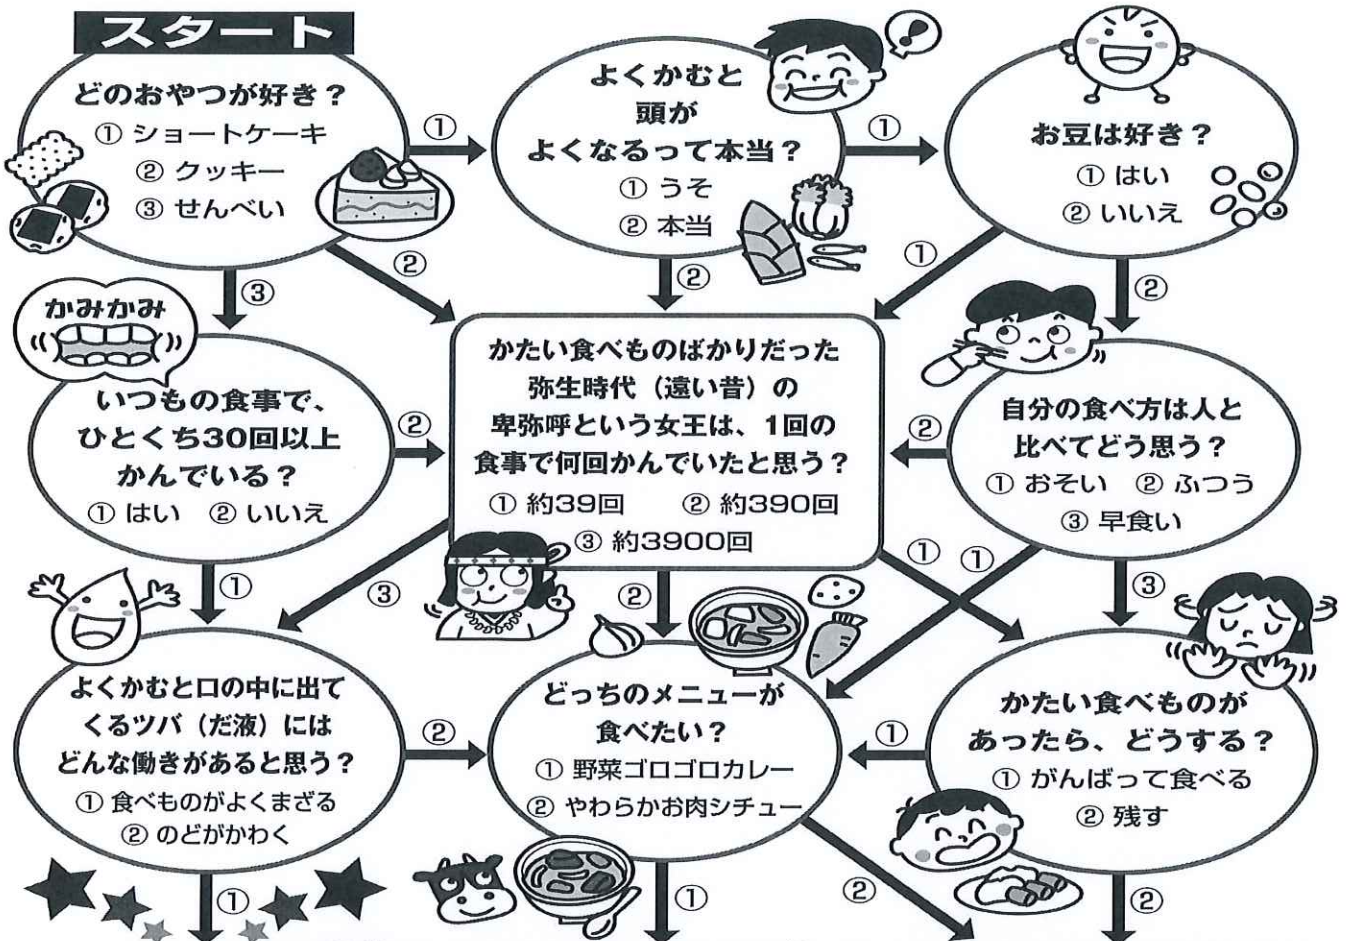 スタート
どのおやつが好き？
① ショートケーキ
② クッキー
③ せんべい
①
よくかむと
頭が
よくなるって本当？
① うそ
② 本当
①
お豆は好き？
① はい
② いいえ
③
②
②
①
②
かみかみ
いつもの食事で、
ひとくち30回以上
かんでいる？
① はい ② いいえ
②
かたい食べものばかりだった
弥生時代（遠い昔）の
卑弥呼という女王は、1回の
食事で何回かんでいたと思う？
① 約39回 ② 約390回
③ 約3900回
②
自分の食べ方は人と
比べてどう思う？
① おそい ② ふつう
③ 早食い
①
③
②
①
①
③
よくかむと口の中に出て
くるツバ（だ液）には
どんな働きがあると思う？
① 食べものがよくまざる
② のどがかわく
②
どっちのメニューが
食べたい？
① 野菜ゴロゴロカレー
② やわらかお肉シチュー
①
かたい食べものが
あったら、どうする？
① がんばって食べる
② 残す
①
①
②
②